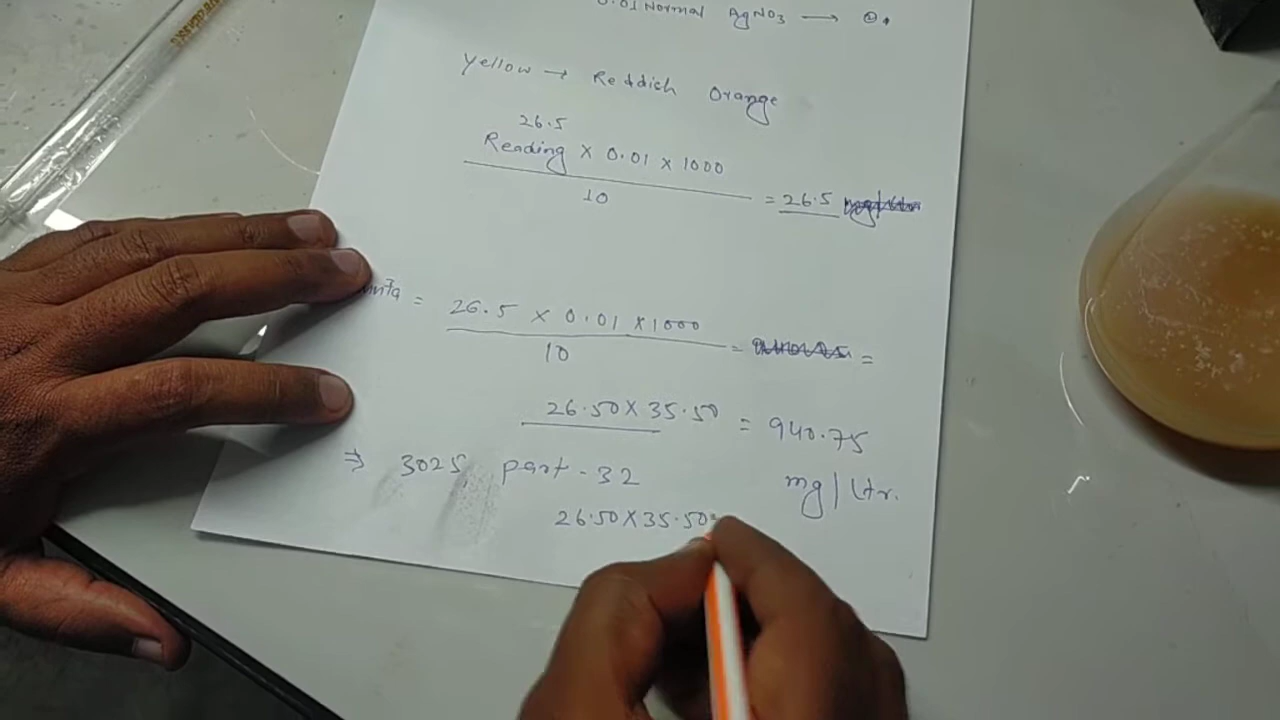 0.01 Normal AgNO3 →
Yellow → Reddish Orange
26.5
Reading × 0.01 × 1000
10
= 26.5
=
26.5 × 0.01 × 1000
10
= =
26.50 × 35.50
= 940.75
⇒ 3025, part - 32
mg/Ltr.
26.50 × 35.50